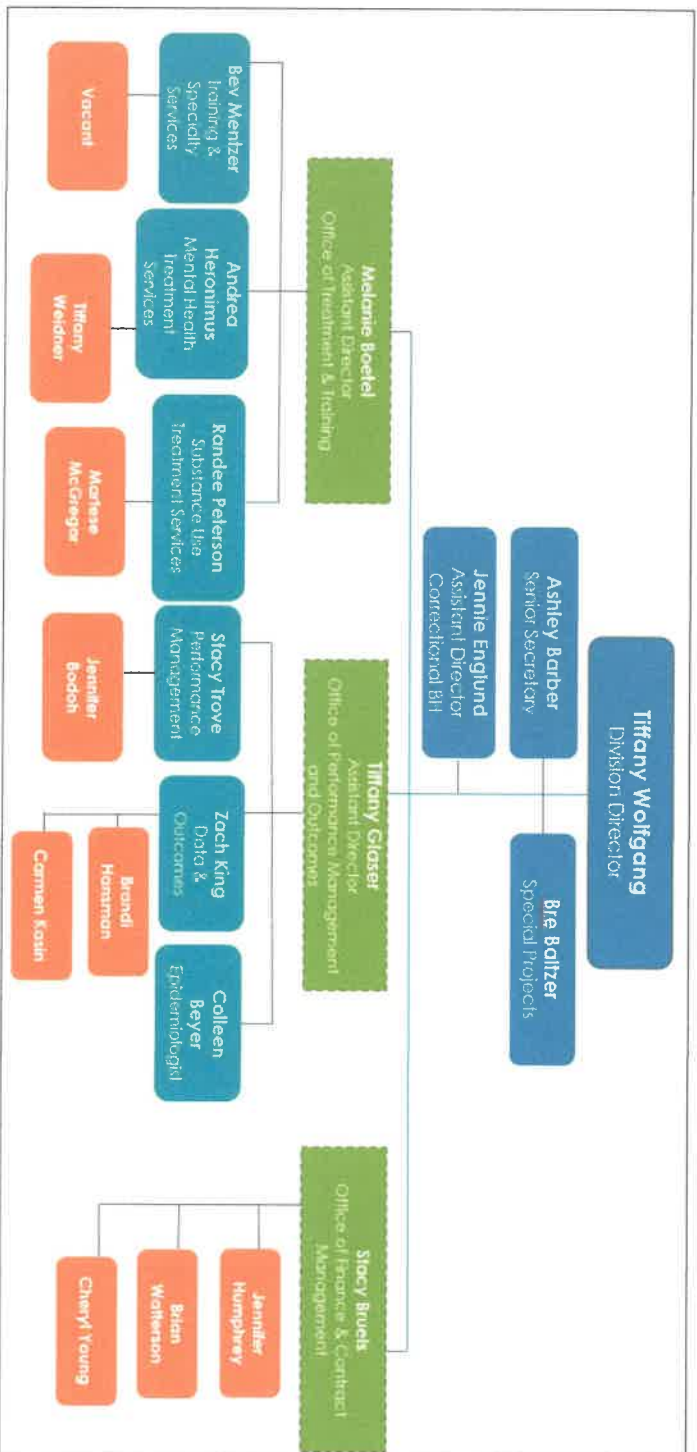 Tiffany Wolfgang
Division Director
Ashley Barber
Senior Secretary
Bre Baltzer
Special Projects
Jennie Englund
Assistant Director
Correctional BH
Melanie Boetel
Assistant Director
Office of Treatment & Training
Tiffany Glaser
Assistant Director
Office of Performance Management
and Outcomes
Stacy Bruels
Office of Finance & Contract
Management
Bev Mentzer
Training &
Specialty
Services
Andrea
Heronimus
Mental Health
Treatment
Services
Randee Peterson
Substance Use
Treatment Services
Stacy Trove
Performance
Management
Zach King
Data &
Outcomes
Colleen
Beyer
Epidemiologist
Vacant
Tiffany
Weidner
Martese
McGregor
Jennifer
Bodoh
Brandi
Hansman
Carmen Kasin
Jennifer
Humphrey
Brian
Watterson
Cheryl Young